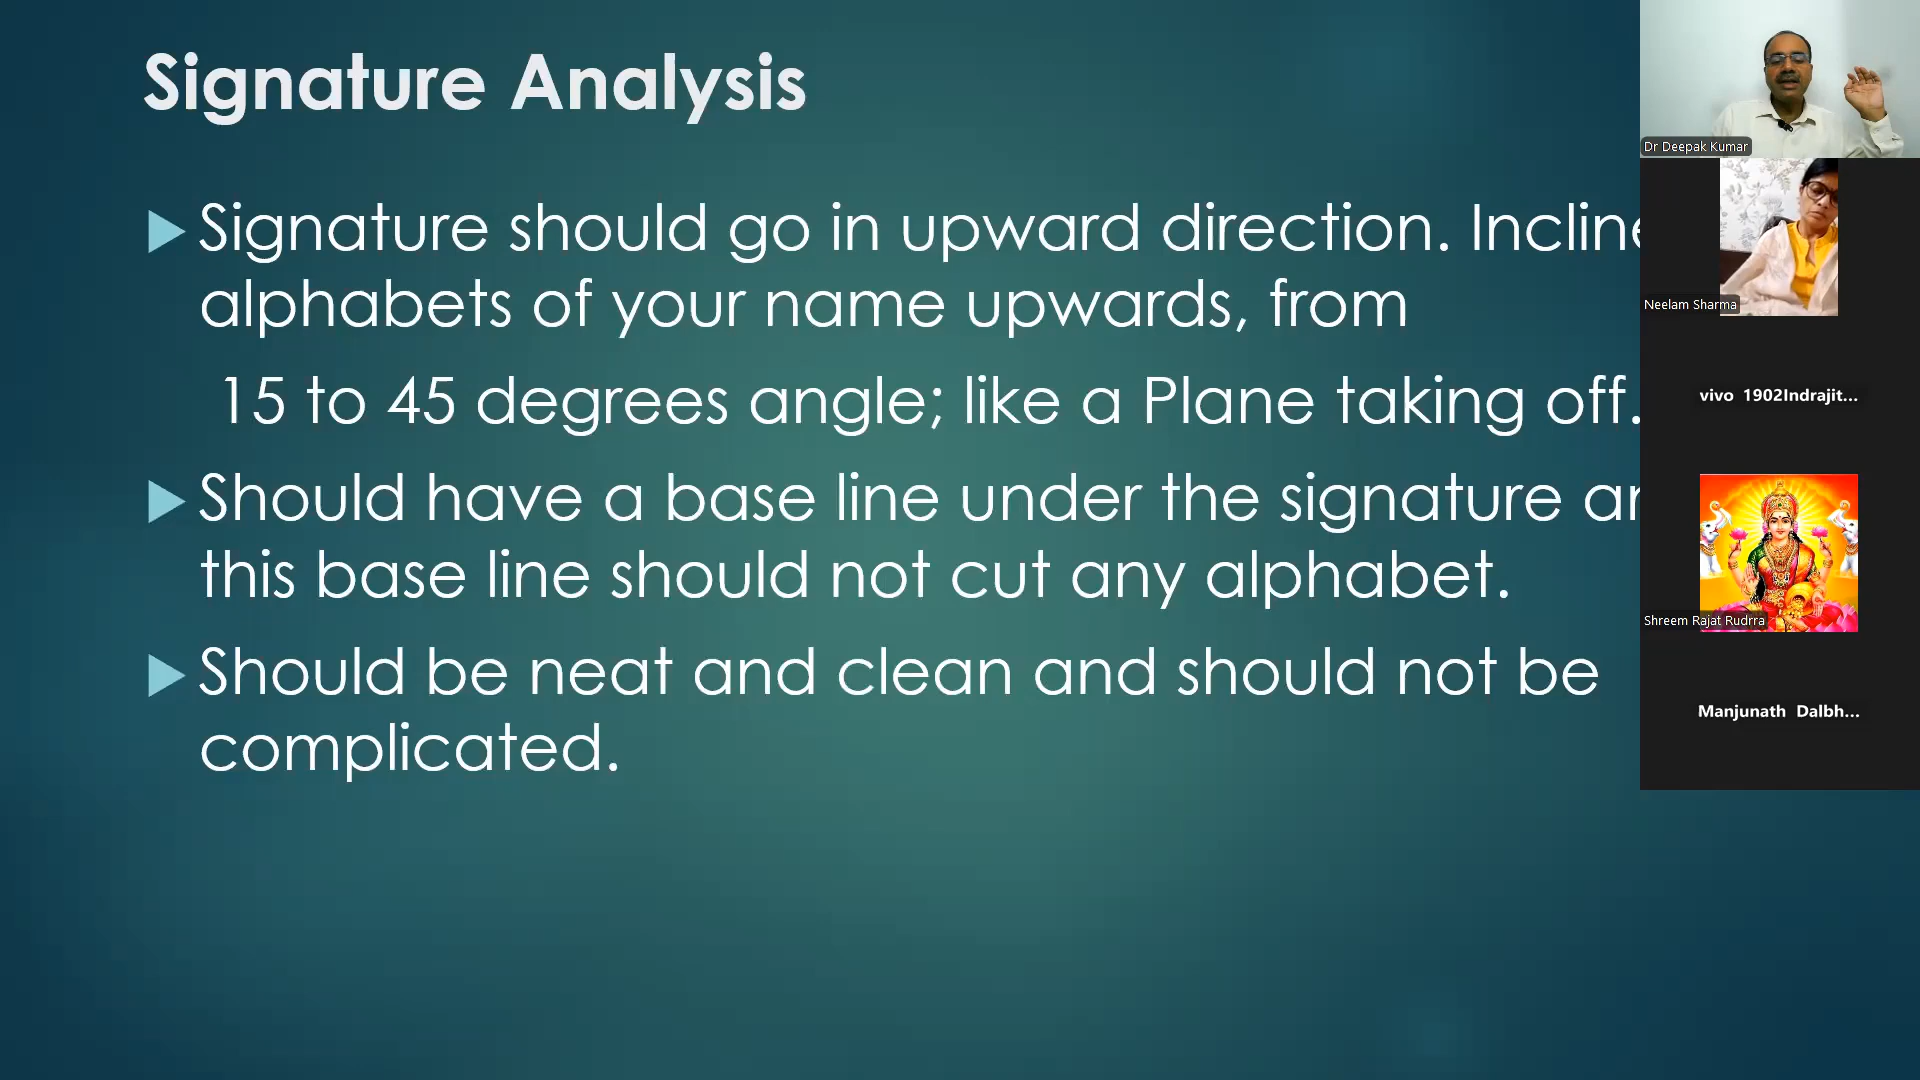 Signature Analysis
Signature should go in upward direction. Incline
alphabets of your name upwards, from
15 to 45 degrees angle; like a Plane taking off.
Should have a base line under the signature
this base line should not cut any alphabet.
Should be neat and clean and should not be
complicated.
Dr Deepak Kumar
Neelam Sharma
vivo 1902Indrajit...
Shreem Rajat Rudrra
Manjunath Dalbh...